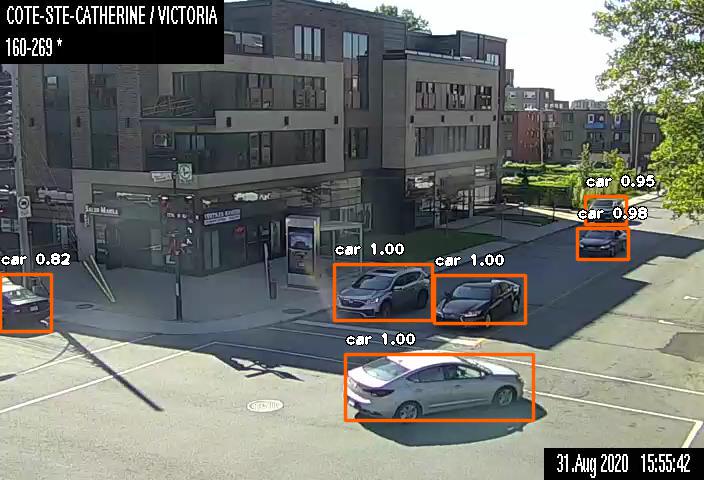 COTE-STE-CATHERINE / VICTORIA
160-269 *
car 0.95
car 0.98
car 1.00
car 1.00
car 0.82
car 1.00
31.Aug 2020 15:55:42